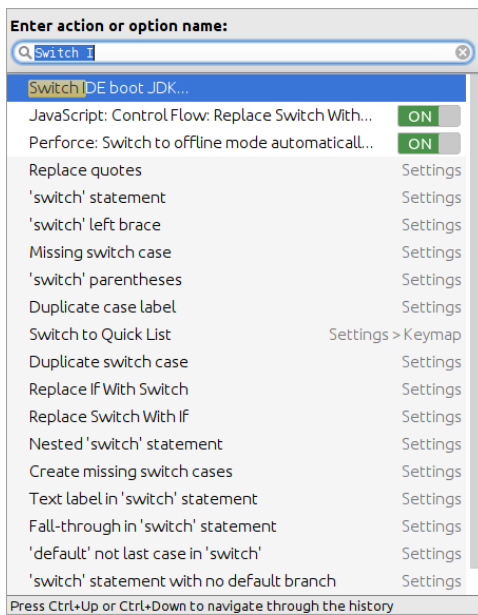 Enter action or option name:
Switch I
Switch IDE boot JDK...
JavaScript: Control Flow: Replace Switch With... ON
Perforce: Switch to offline mode automaticall... ON
Replace quotes Settings
'switch' statement Settings
'switch' left brace Settings
Missing switch case Settings
'switch' parentheses Settings
Duplicate case label Settings
Switch to Quick List Settings > Keymap
Duplicate switch case Settings
Replace If With Switch Settings
Replace Switch With If Settings
Nested 'switch' statement Settings
Create missing switch cases Settings
Text label in 'switch' statement Settings
Fall-through in 'switch' statement Settings
'default' not last case in 'switch' Settings
'switch' statement with no default branch Settings
Press Ctrl+Up or Ctrl+Down to navigate through the history